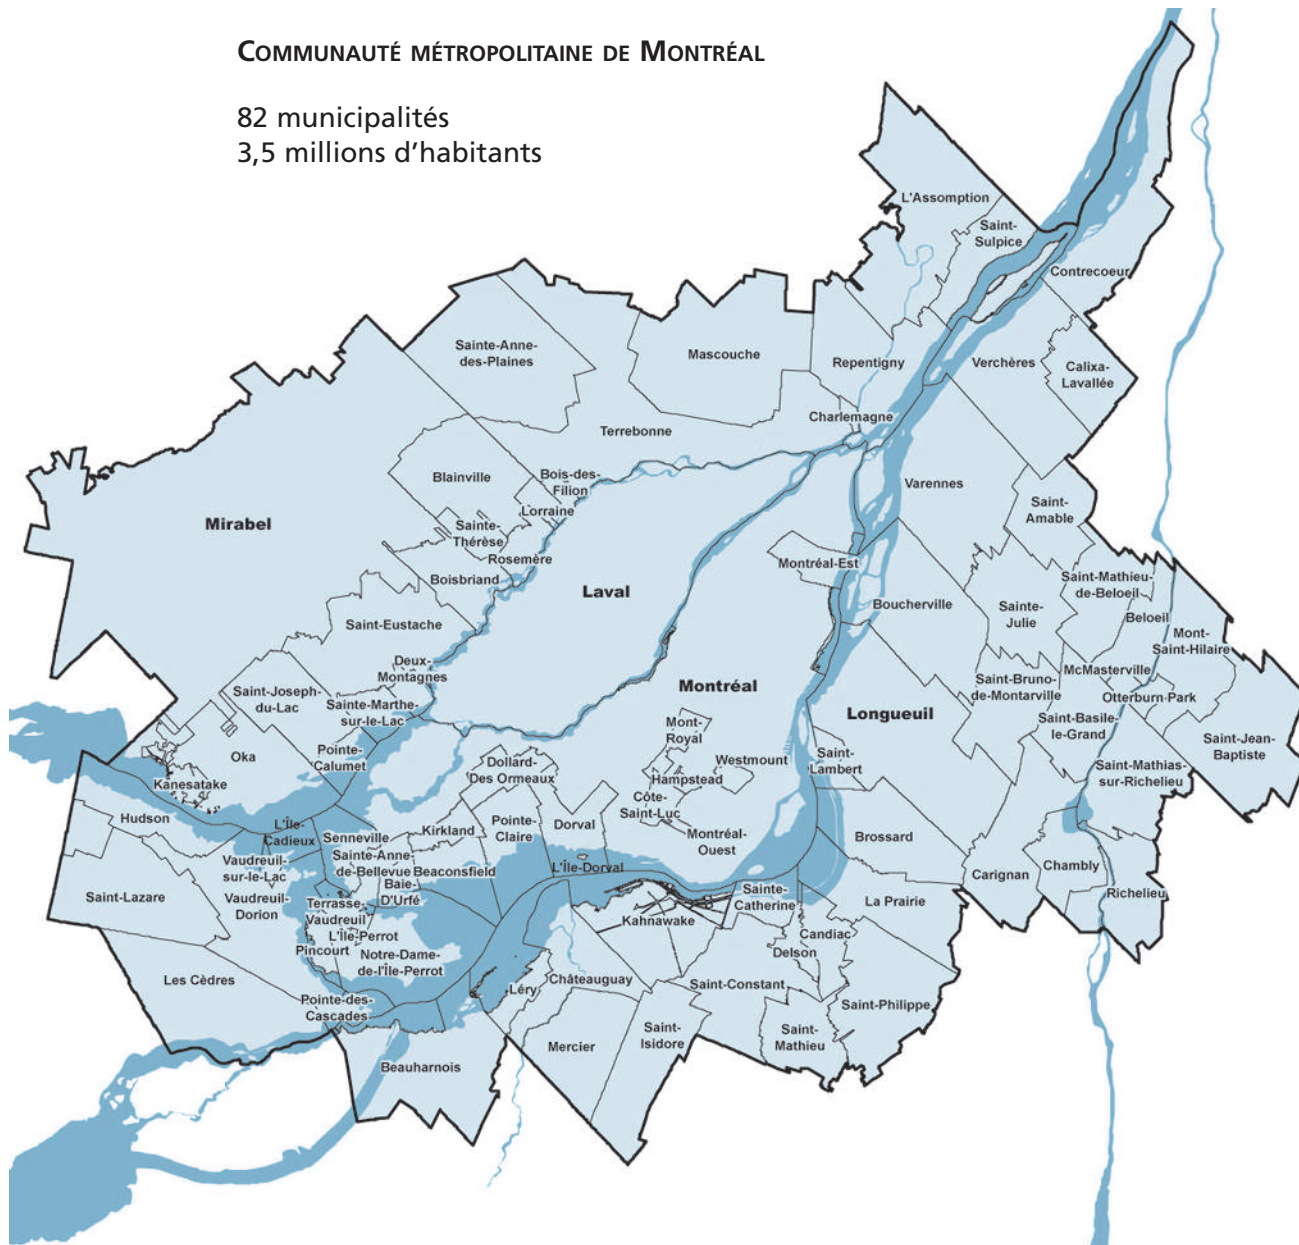 COMMUNAUTÉ MÉTROPOLITAINE DE MONTRÉAL
82 municipalités
3,5 millions d'habitants
L'Assomption
Saint-
Sulpice
Contrecoeur
Sainte-Anne-
des-Plaines
Mascouche
Repentigny
Verchères
Calixa-
Lavallée
Charlemagne
Terrebonne
Blainville
Bois-des-
Filion
Lorraine
Varennes
Saint-
Amable
Mirabel
Sainte-
Thérèse
Rosemère
Boisbriand
Montréal-Est
Laval
Boucherville
Sainte-
Julie
Saint-Mathieu-
de-Beloeil
Beloeil
Mont-
Saint-Hilaire
Saint-Eustache
Deux-
Montagnes
McMasterville
Saint-Bruno-
de-Montarville
Otterburn Park
Saint-Joseph-
du-Lac
Sainte-Marthe-
sur-le-Lac
Montréal
Longueuil
Mont-
Royal
Saint-Basile-
le-Grand
Saint-Jean-
Baptiste
Oka
Pointe-
Calumet
Kanesatake
Dollard-
Des Ormeaux
Westmount
Hampstead
Saint-
Lambert
Saint-Mathias-
sur-Richelieu
Côte-
Saint-Luc
Hudson
L'Île-
Cadieux
Senneville
Kirkland
Pointe-
Claire
Dorval
Montréal-
Ouest
Brossard
Vaudreuil-
sur-le-Lac
Sainte-Anne-
de-Bellevue
Beaconsfield
L'Île-Dorval
Carignan
Chambly
Richelieu
Saint-Lazare
Vaudreuil-
Dorion
Baie-
D'Urfé
Terrasse-
Vaudreuil
Sainte-
Catherine
La Prairie
Kahnawake
L'Île-Perrot
Pincourt
Notre-Dame-
de-l'Île-Perrot
Candiac
Delson
Les Cèdres
Léry
Châteauguay
Saint-Constant
Pointe-des-
Cascades
Saint-Philippe
Saint-
Isidore
Saint-
Mathieu
Mercier
Beauharnois